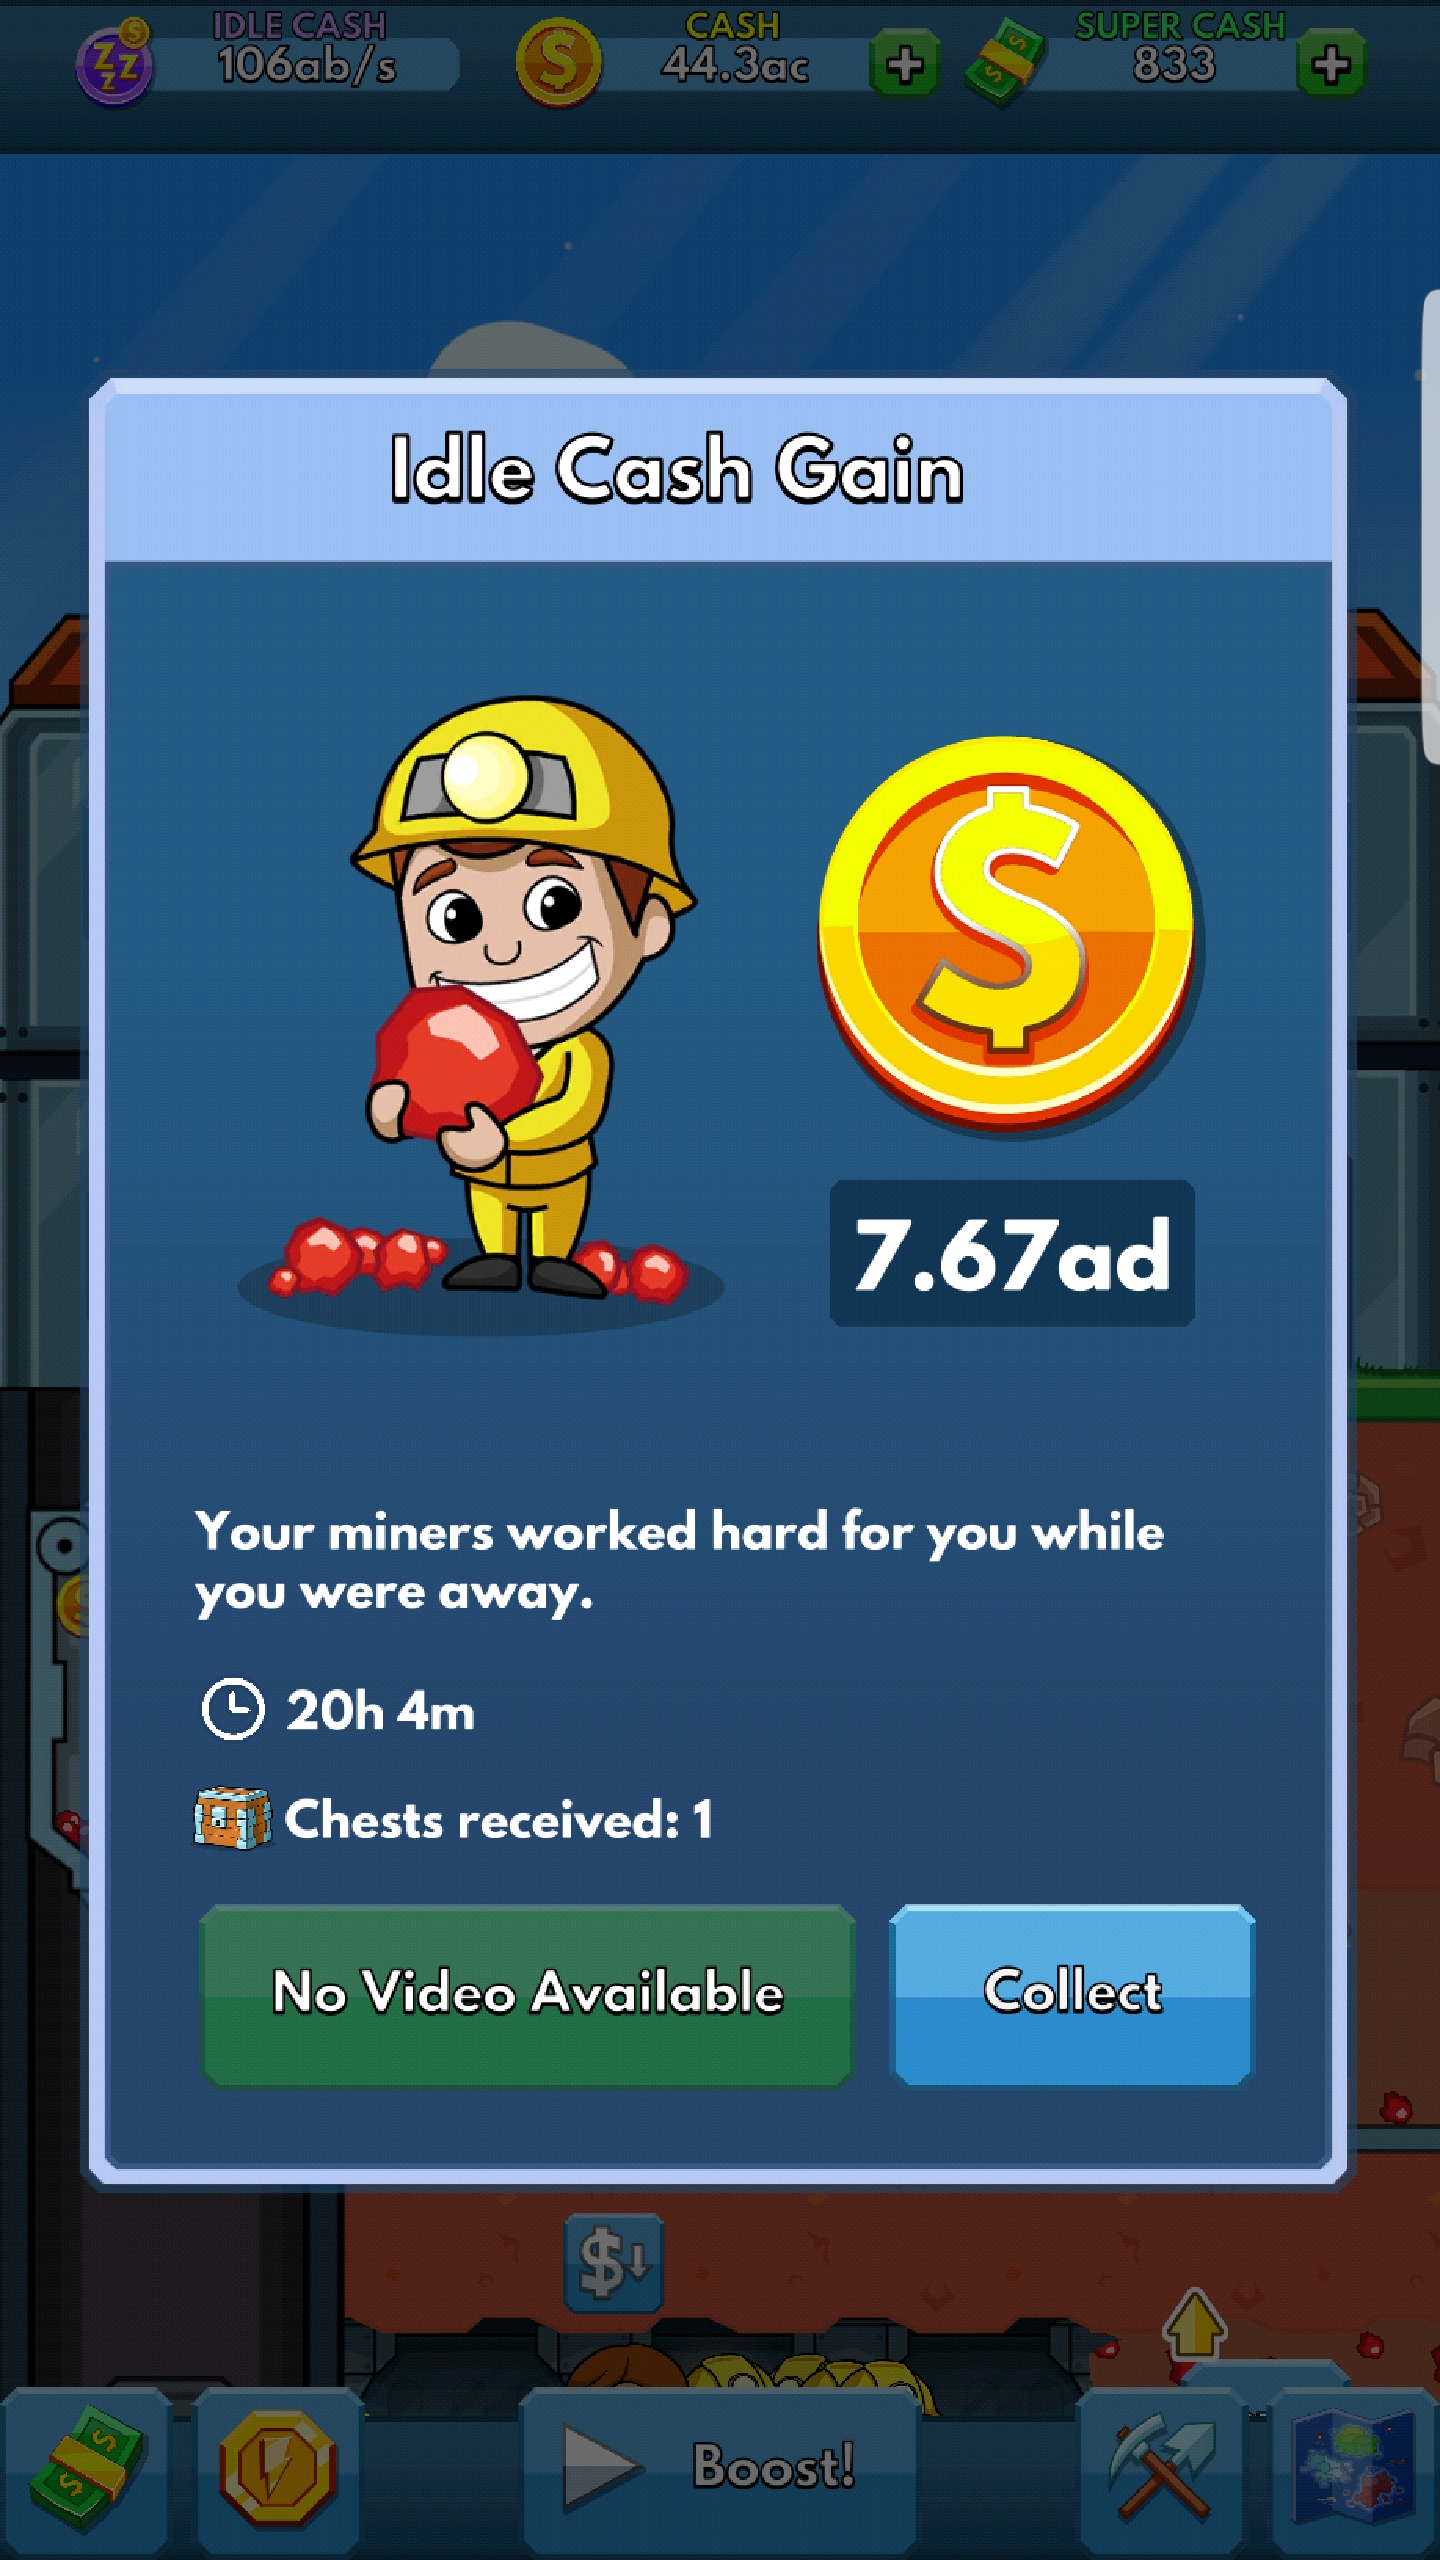 IDLE CASH
106ab/s
CASH
44.3ac
SUPER CASH
833
Idle Cash Gain
7.67ad
Your miners worked hard for you while
you were away.
20h 4m
Chests received: 1
No Video Available
Collect
Boost!